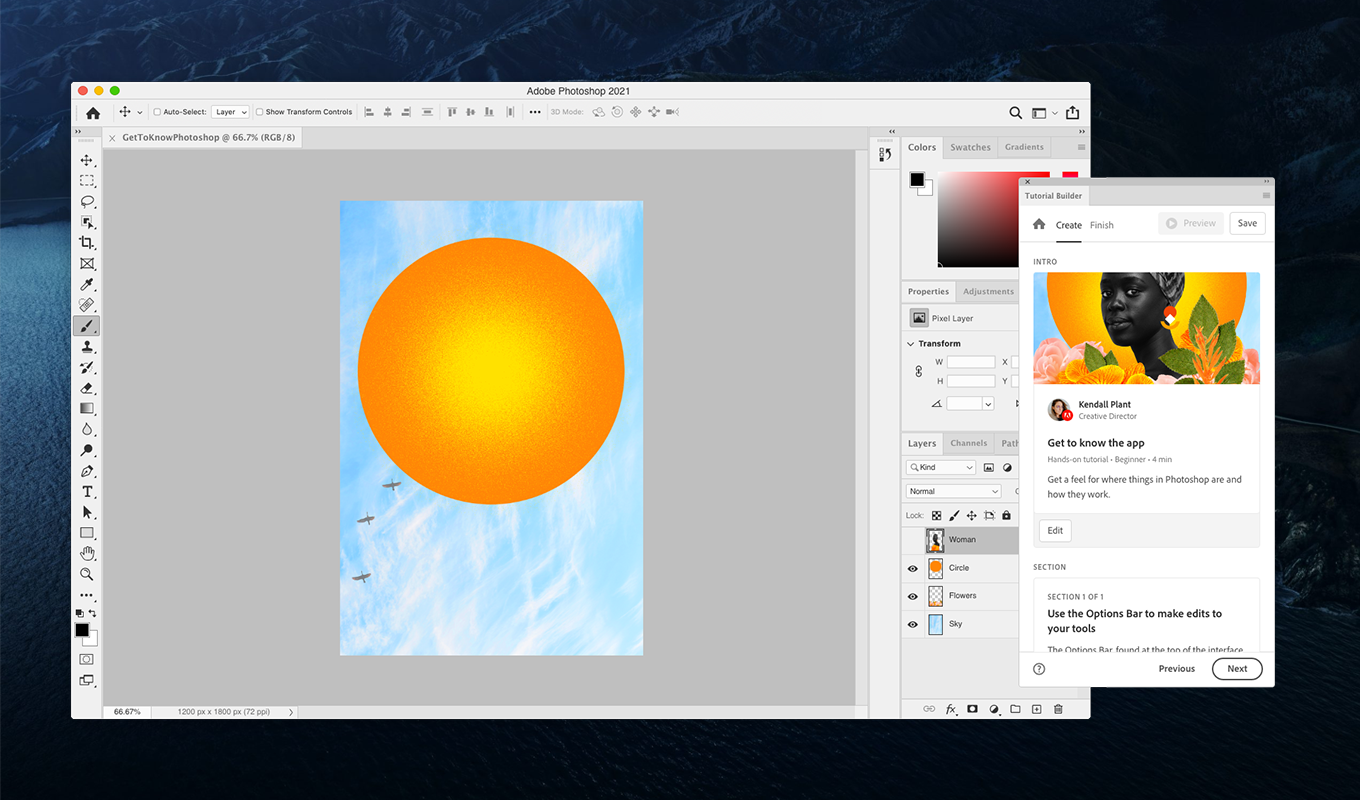 Adobe Photoshop 2021
Auto-Select: Layer Show Transform Controls 3D Mode:
GetToKnowPhotoshop @ 66.7% (RGB/8)
Colors Swatches Gradients
Properties Adjustments
Pixel Layer
Transform
W X
H Y
Layers Channels Path
Kind
Normal
Lock:
Woman
Circle
Flowers
Sky
fx
T
66.67% 1200 px x 1800 px (72 ppi)
Tutorial Builder
Create Finish Preview Save
INTRO
Kendall Plant
Creative Director
Get to know the app
Hands-on tutorial • Beginner • 4 min
Get a feel for where things in Photoshop are and
how they work.
Edit
SECTION
SECTION 1 OF 1
Use the Options Bar to make edits to
your tools
The Options Bar, found at the top of the interface
Previous Next